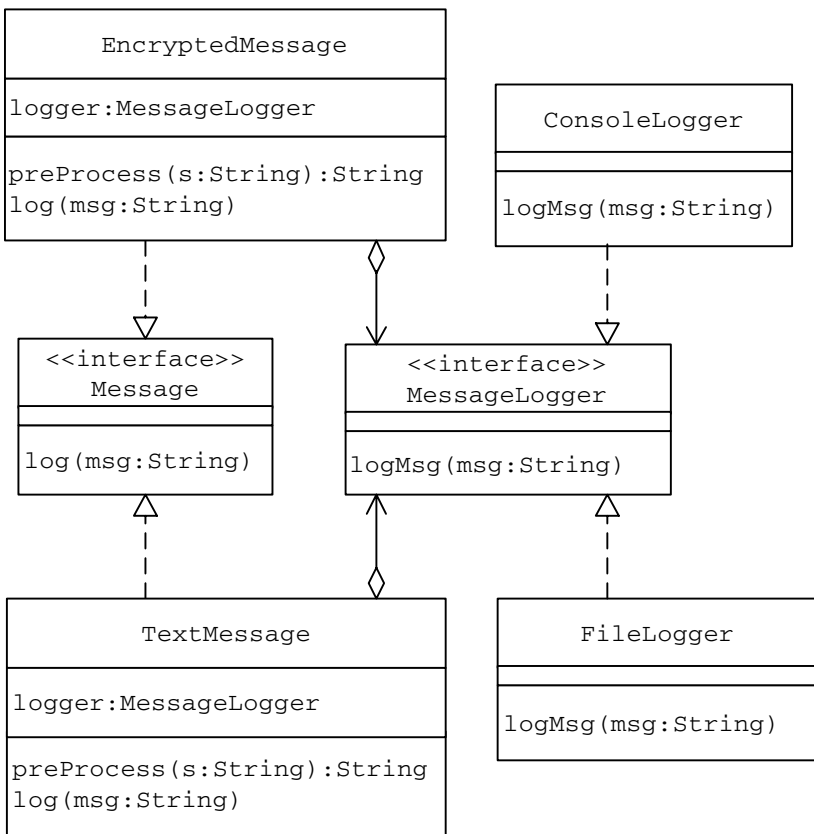 EncryptedMessage
logger:MessageLogger
preProcess(s:String):String
log(msg:String)
ConsoleLogger
logMsg(msg:String)
<<interface>>
Message
log(msg:String)
<<interface>>
MessageLogger
logMsg(msg:String)
TextMessage
logger:MessageLogger
preProcess(s:String):String
log(msg:String)
FileLogger
logMsg(msg:String)